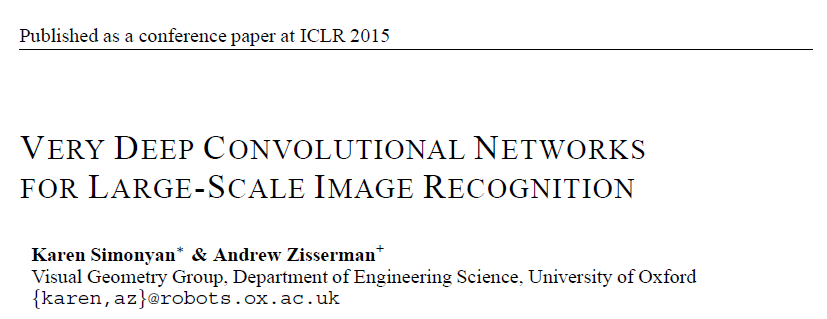 Published as a conference paper at ICLR 2015
VERY DEEP CONVOLUTIONAL NETWORKS
FOR LARGE-SCALE IMAGE RECOGNITION
Karen Simonyan* & Andrew Zisserman+
Visual Geometry Group, Department of Engineering Science, University of Oxford
{karen,az}@robots.ox.ac.uk